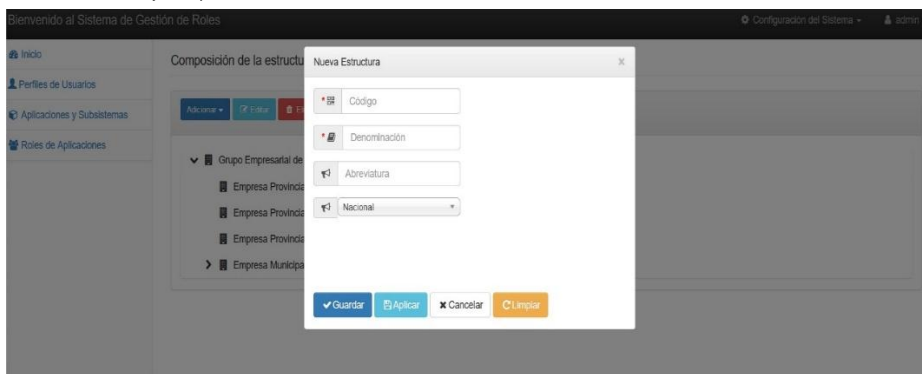 Bienvenido al Sistema de Gestión de Roles
Configuración del Sistema
admin
Inicio
Perfiles de Usuarios
Aplicaciones y Subsistemas
Roles de Aplicaciones
Composición de la estructu
Adicionar
Editar
Nueva Estructura
X
* Código
* Denominación
Abreviatura
Nacional
Grupo Empresarial de
Empresa Provincia
Empresa Provincia
Empresa Provincia
Empresa Municipa
Guardar
Aplicar
Cancelar
Limpiar